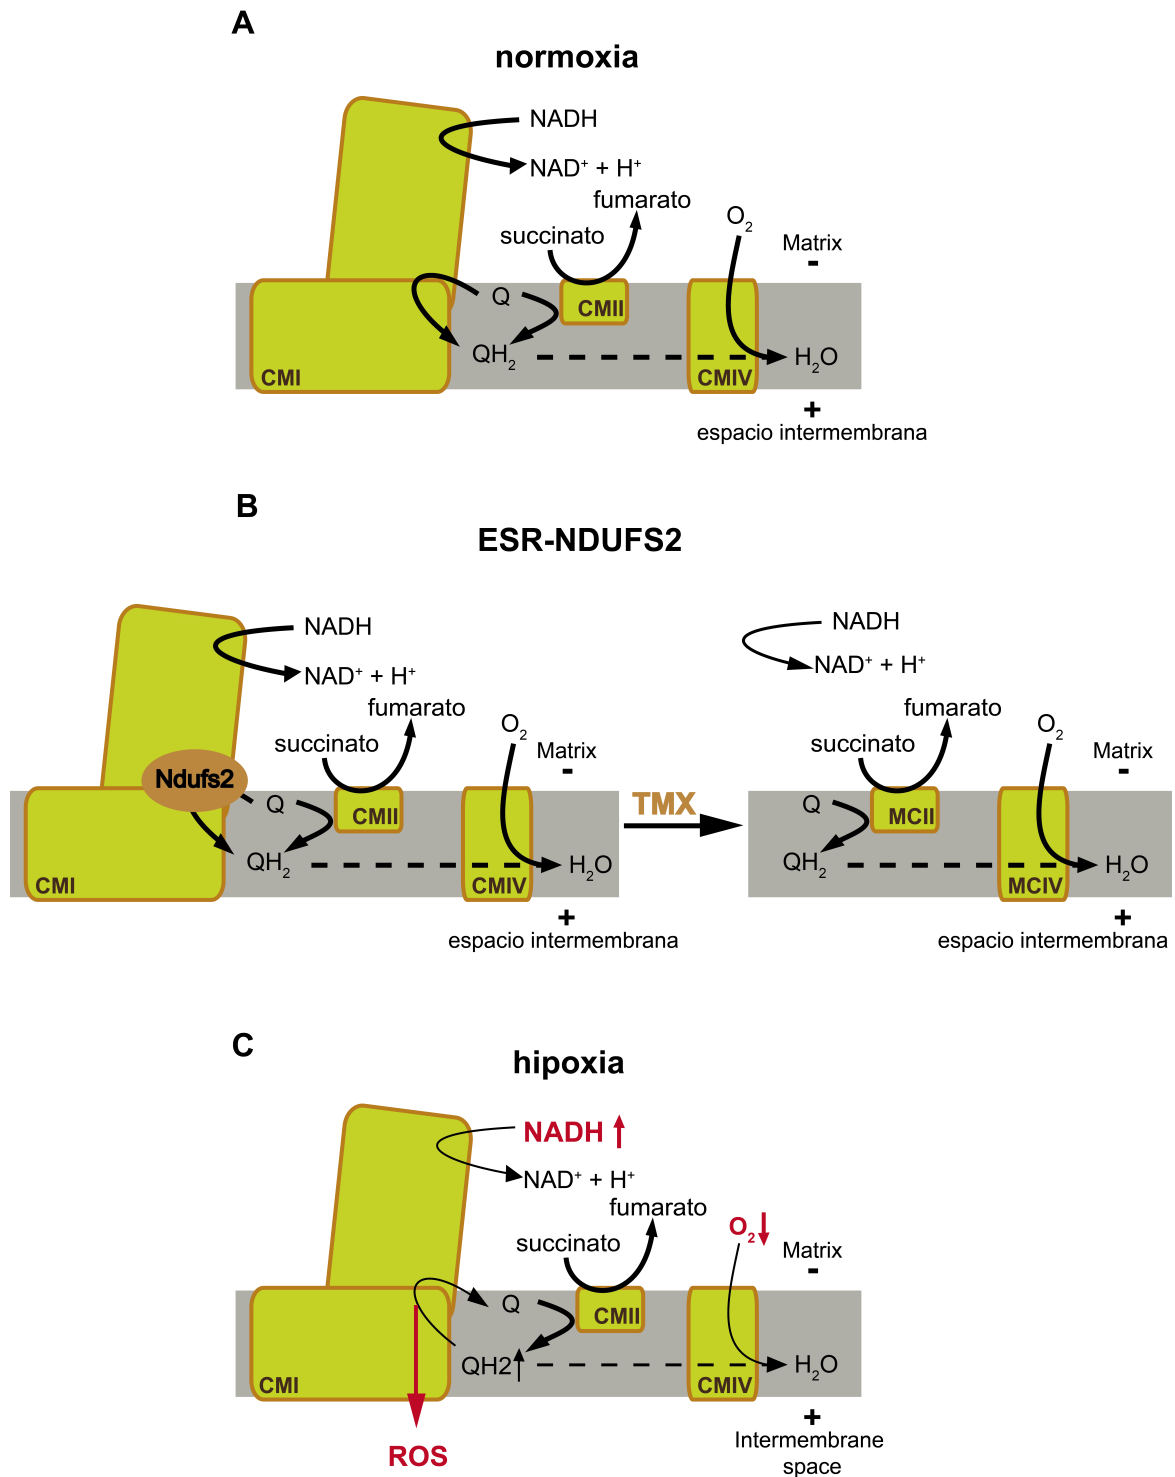 A
normoxia
NADH
NAD⁺ + H⁺
fumarato
succinato
O₂
Matrix
-
Q
CMII
QH₂
H₂O
CMI
CMIV
+
espacio intermembrana
B
ESR-NDUFS2
NADH
NAD⁺ + H⁺
fumarato
succinato
O₂
Matrix
-
Ndufs2
Q
CMII
QH₂
H₂O
CMI
CMIV
+
espacio intermembrana
TMX
NADH
NAD⁺ + H⁺
fumarato
succinato
O₂
Matrix
-
Q
MCII
QH₂
H₂O
MCIV
+
espacio intermembrana
C
hipoxia
NADH
NAD⁺ + H⁺
fumarato
succinato
O₂
Matrix
-
Q
CMII
QH2
H₂O
CMI
CMIV
+
Intermembrane
space
ROS